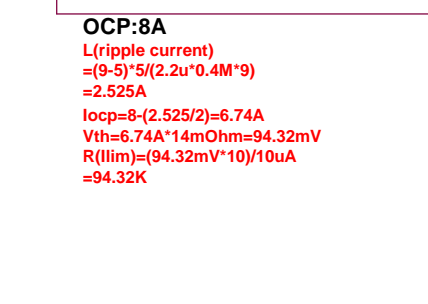 OCP:8A
L(ripple current)
=(9-5)*5/(2.2u*0.4M*9)
=2.525A
Iocp=8-(2.525/2)=6.74A
Vth=6.74A*14mOhm=94.32mV
R(Ilim)=(94.32mV*10)/10uA
=94.32K